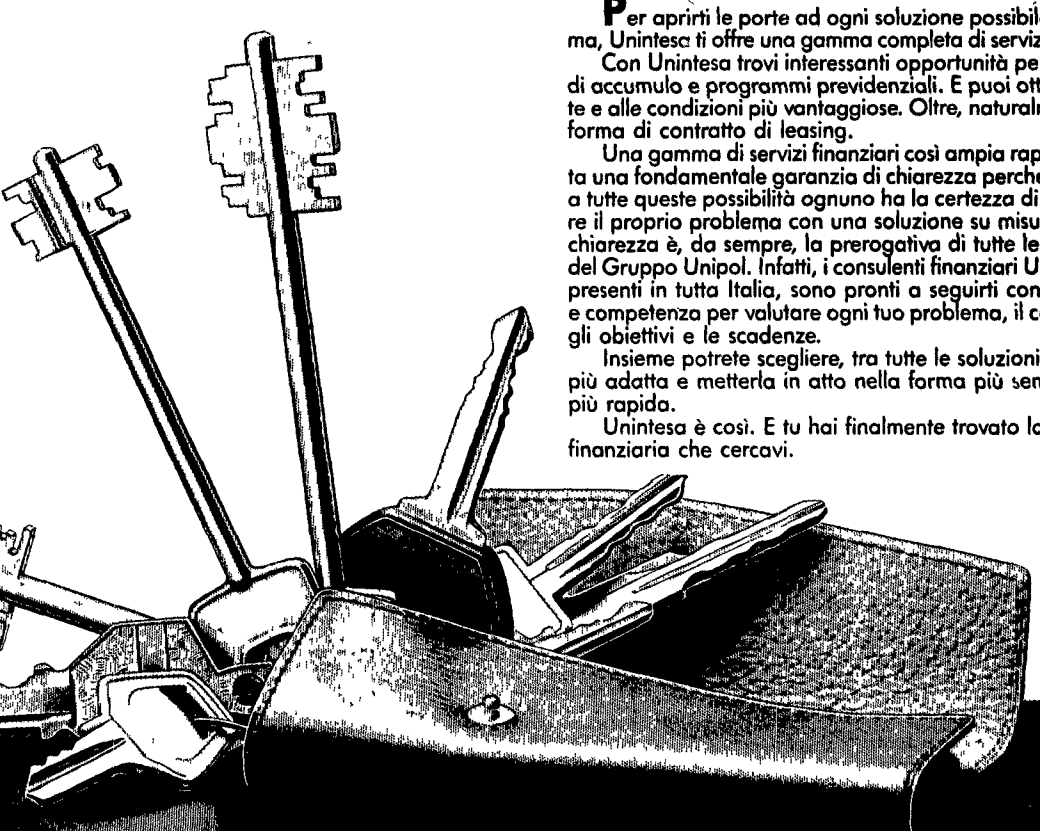 Per aprirti le porte ad ogni soluzione possibil
ma, Unintesa ti offre una gamma completa di serviz
Con Unintesa trovi interessanti opportunità pe
di accumulo e programmi previdenziali. E puoi ott
te e alle condizioni più vantaggiose. Oltre, natural
forma di contratto di leasing.
Una gamma di servizi finanziari così ampia rap
ta una fondamentale garanzia di chiarezza perché
a tutte queste possibilità ognuno ha la certezza di
re il proprio problema con una soluzione su misu
chiarezza è, da sempre, la prerogativa di tutte le
del Gruppo Unipol. Infatti, i consulenti finanziari U
presenti in tutta Italia, sono pronti a seguirti con
e competenza per valutare ogni tuo problema, il c
gli obiettivi e le scadenze.
Insieme potrete scegliere, tra tutte le soluzioni
più adatta e metterla in atto nella forma più sem
più rapida.
Unintesa è così. E tu hai finalmente trovato la
finanziaria che cercavi.